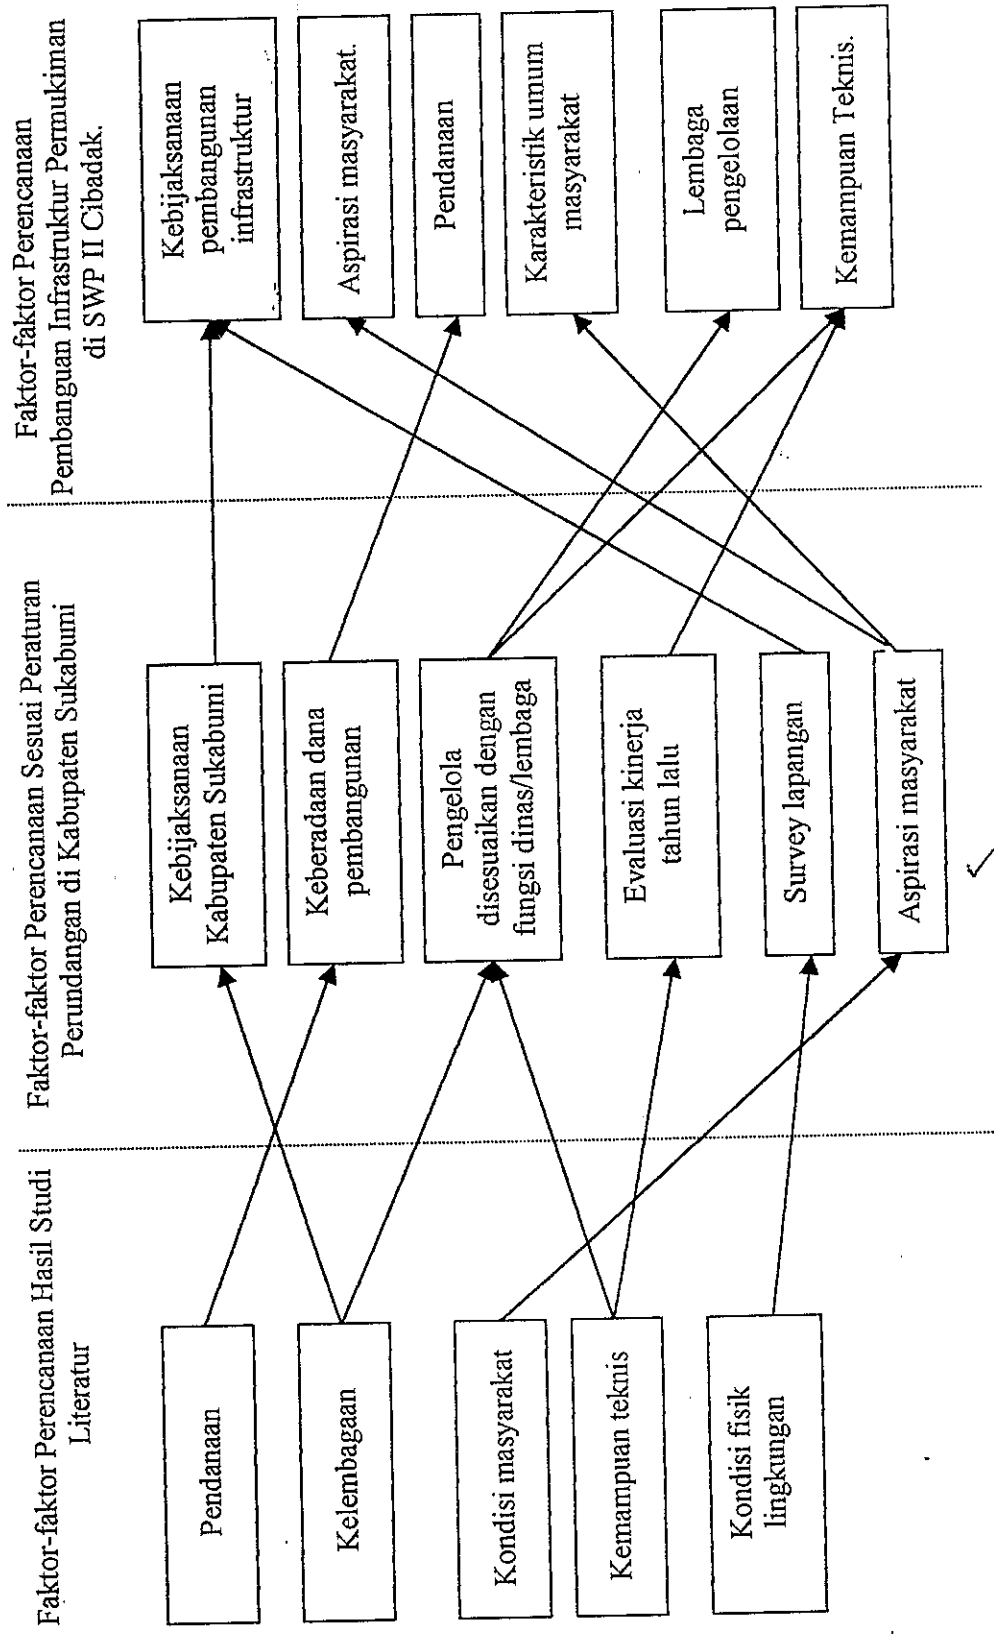 Faktor-faktor Perencanaan Hasil Studi
Literatur
Pendanaan
Kelembagaan
Kondisi masyarakat
Kemampuan teknis
Kondisi fisik
lingkungan
Faktor-faktor Perencanaan Sesuai Peraturan
Perundangan di Kabupaten Sukabumi
Kebijaksanaan
Kabupaten Sukabumi
Keberadaan dana
pembangunan
Pengelola
disesuaikan dengan
fungsi dinas/lembaga
Evaluasi kinerja
tahun lalu
Survey lapangan
Aspirasi masyarakat
Faktor-faktor Perencanaan
Pembanguan Infrastruktur Permukiman
di SWP II Cibadak.
Kebijaksanaan
pembangunan
infrastruktur
Aspirasi masyarakat.
Pendanaan
Karakteristik umum
masyarakat
Lembaga
pengelolaan
Kemampuan Teknis.